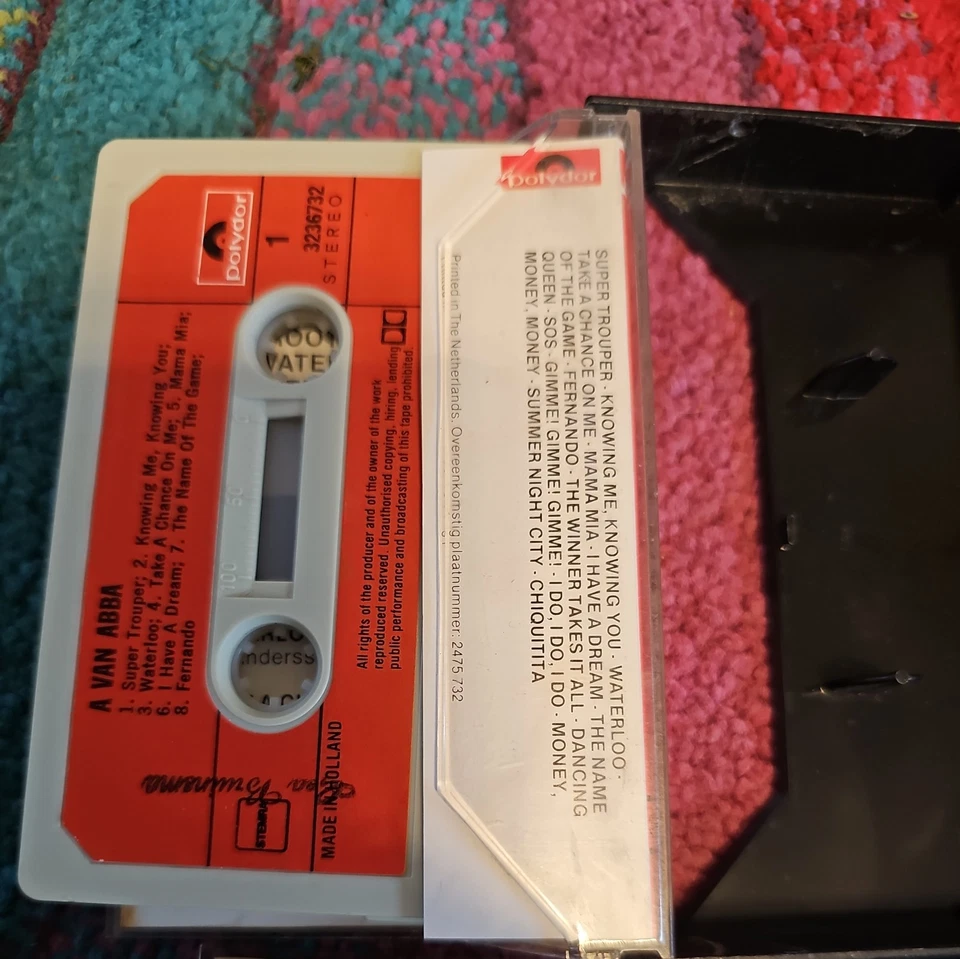 polydor
1
3236732
STEREO
A VAN ABBA
1. Super Trouper; 2. Knowing Me, Knowing You;
3. Waterloo; 4. Take A Chance On Me; 5. Mama Mia;
6. I Have A Dream; 7. The Name Of The Game;
8. Fernando
All rights of the producer and of the owner of the work
reproduced reserved. Unauthorised copying, hiring, lending
public performance and broadcasting of this tape prohibited.
STEMRA
MADE IN HOLLAND
50
100
polydor
SUPER TROUPER · KNOWING ME, KNOWING YOU · WATERLOO ·
TAKE A CHANCE ON ME · MAMA MIA · I HAVE A DREAM · THE NAME
OF THE GAME · FERNANDO · THE WINNER TAKES IT ALL · DANCING
QUEEN · SOS · GIMME! GIMME! GIMME! · I DO, I DO, I DO · MONEY,
MONEY, MONEY · SUMMER NIGHT CITY · CHIQUITITA
Printed in The Netherlands. Overeenkomstig plaatnummer: 2475 732